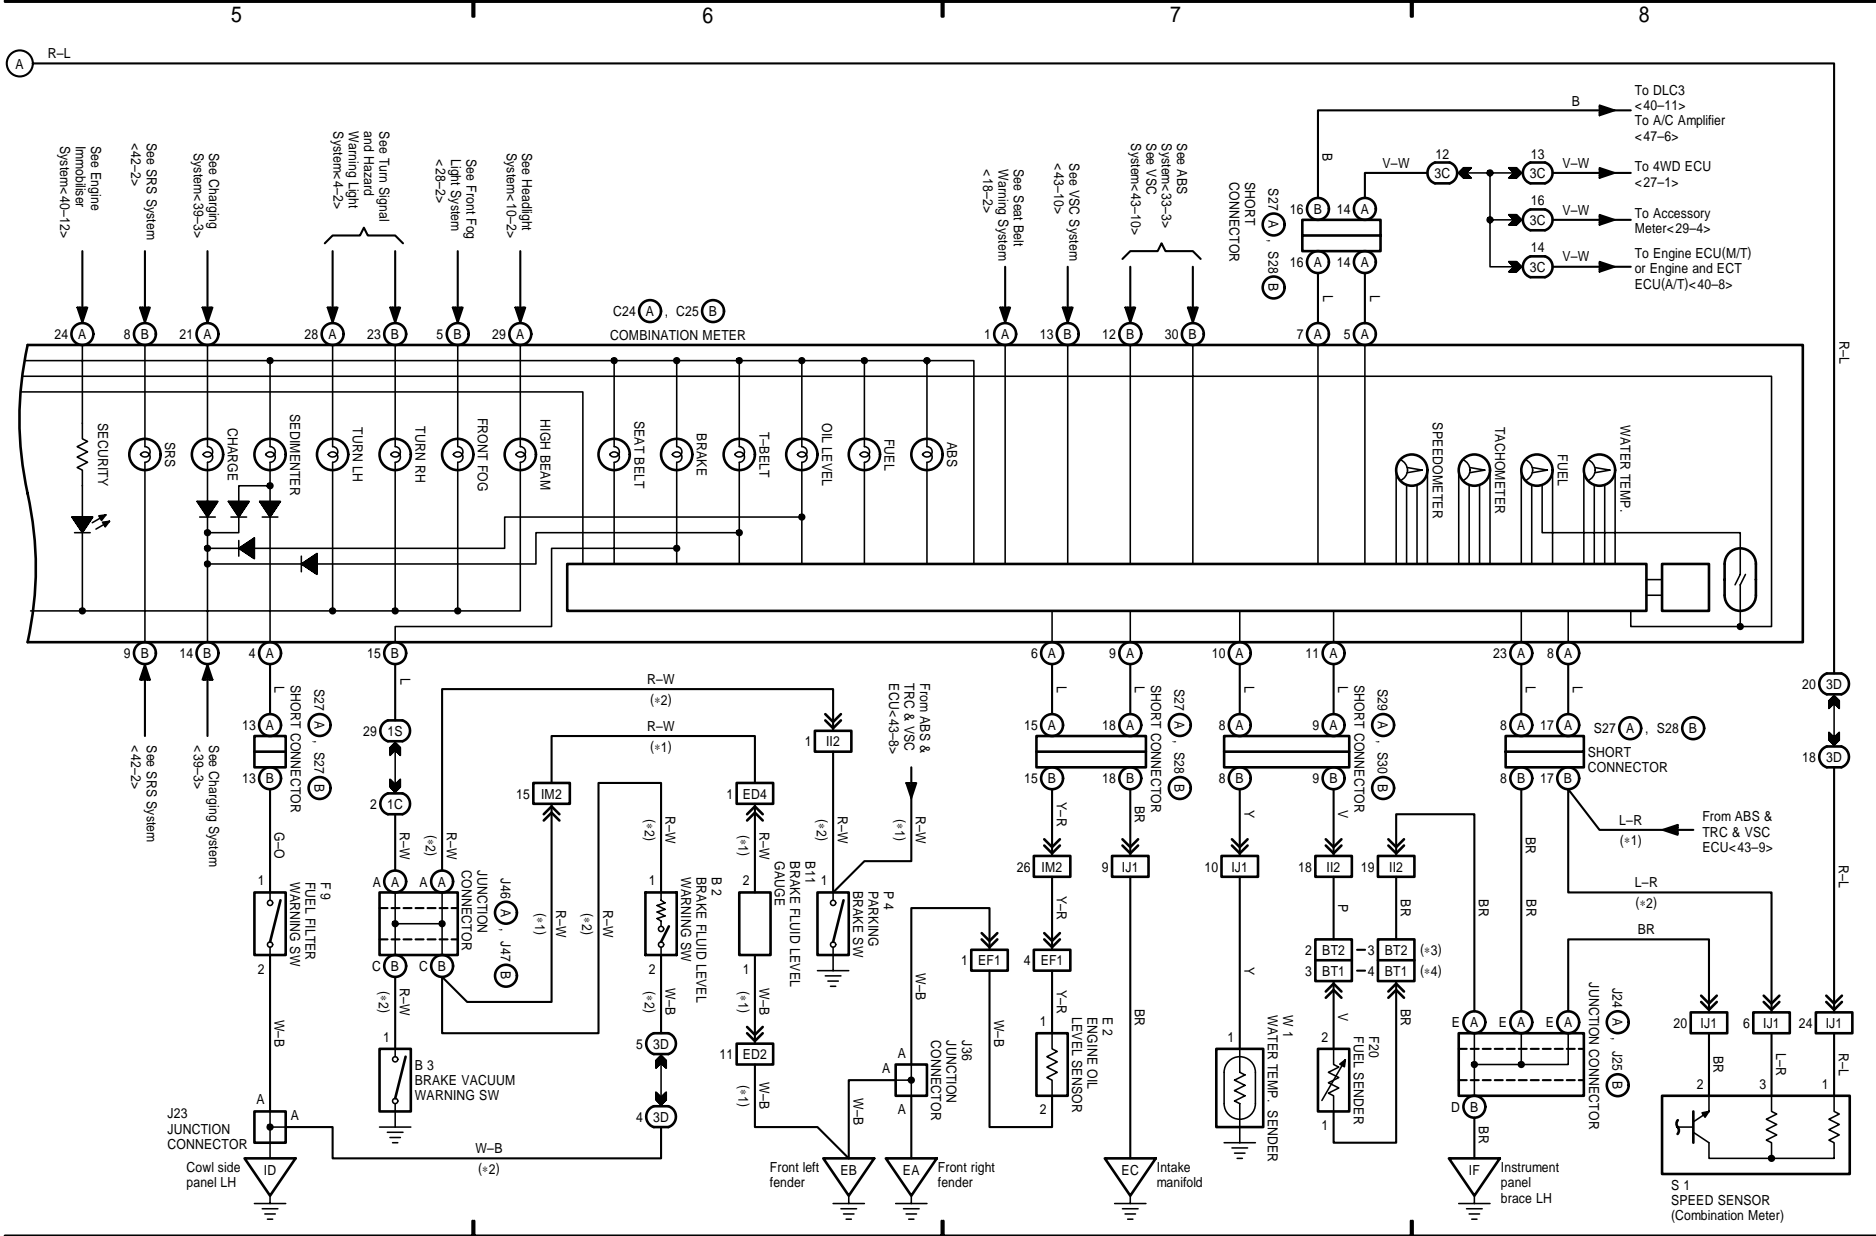 5
6
7
8
A
R–L
To DLC3
<40–11>
To A/C Amplifier
<47–6>
B
B
V–W
12
3C
13
3C
V–W
To 4WD ECU
<27–1>
16
3C
V–W
To Accessory
Meter<29–4>
14
3C
V–W
To Engine ECU(M/T)
or Engine and ECT
ECU(A/T)<40–8>
See Engine
Immobiliser
System<40–12>
See SRS System
<42–2>
See Charging
System<39–3>
See Turn Signal
and Hazard
Warning Light
System<4–2>
See Front Fog
Light System
<28–2>
See Headlight
System<10–2>
See Seat Belt
Warning System
<18–2>
See VSC System
<43–10>
See ABS
System<33–3>
See VSC
System<43–10>
S27 A , S28 B
SHORT
CONNECTOR
16 B 14 A
16 A 14 A
L
L
C24 A , C25 B
COMBINATION METER
24 A
8 B
21 A
28 A
23 B
5 B
29 A
1 A
13 B
12 B
30 B
7 A
5 A
R–L
SECURITY
SRS
CHARGE
SEDIMENTER
TURN LH
TURN RH
FRONT FOG
HIGH BEAM
SEAT BELT
BRAKE
T–BELT
OIL LEVEL
FUEL
ABS
SPEEDOMETER
TACHOMETER
FUEL
WATER TEMP.
9 B
14 B
4 A
15 B
6 A
9 A
10 A
11 A
23 A
8 A
See SRS System
<42–2>
See Charging System
<39–3>
L
S27 A , S27 B
SHORT CONNECTOR
13 A
13 B
G–O
1
F 9
FUEL FILTER
WARNING SW
2
W–B
A
A
J23
JUNCTION
CONNECTOR
Cowl side
panel LH
ID
L
29 1S
2 1C
R–W
R–W
(*2)
A A A A
J46 A , J47 B
JUNCTION
CONNECTOR
C B C B
R–W
(*2)
1
B 3
BRAKE VACUUM
WARNING SW
R–W
(*2)
R–W
(*1)
15 IM2
R–W
(*1)
R–W
(*2)
R–W
(*2)
1
B 2
BRAKE FLUID LEVEL
WARNING SW
2
W–B
(*2)
5 3D
4 3D
W–B
(*2)
1 ED4
R–W
(*1)
2
B11
BRAKE FLUID LEVEL
GAUGE
1
W–B
(*1)
11 ED2
W–B
(*1)
1 II2
R–W
(*2)
From ABS &
TRC & VSC
ECU<43–8>
R–W
(*1)
1
P 4
PARKING
BRAKE SW
W–B
A
A
A
J36
JUNCTION
CONNECTOR
W–B
Front left
fender
EB
EA
Front right
fender
L
L
S27 A , S28 B
SHORT CONNECTOR
15 A 18 A
15 B 18 B
Y–R
BR
26 IM2
9 IJ1
Y–R
1 EF1
4 EF1
W–B
Y–R
1
E 2
ENGINE OIL
LEVEL SENSOR
2
BR
EC
Intake
manifold
L
L
S29 A , S30 B
SHORT CONNECTOR
8 A 9 A
8 B 9 B
Y
V
10 IJ1
18 II2
19 II2
Y
P
BR
2 BT2 – 3 BT2 (*3)
3 BT1 – 4 BT1 (*4)
V
BR
1
W 1
WATER TEMP. SENDER
2
F20
FUEL SENDER
1
L
L
S27 A , S28 B
SHORT
CONNECTOR
8 A 17 A
8 B 17 B
From ABS &
TRC & VSC
ECU<43–9>
L–R
(*1)
BR
L–R
(*2)
BR
BR
BR
E A E A E A
J24 A , J25 B
JUNCTION CONNECTOR
D B
BR
IF
Instrument
panel
brace LH
20 3D
18 3D
R–L
20 IJ1
6 IJ1
24 IJ1
BR
L–R
R–L
2
3
1
S 1
SPEED SENSOR
(Combination Meter)